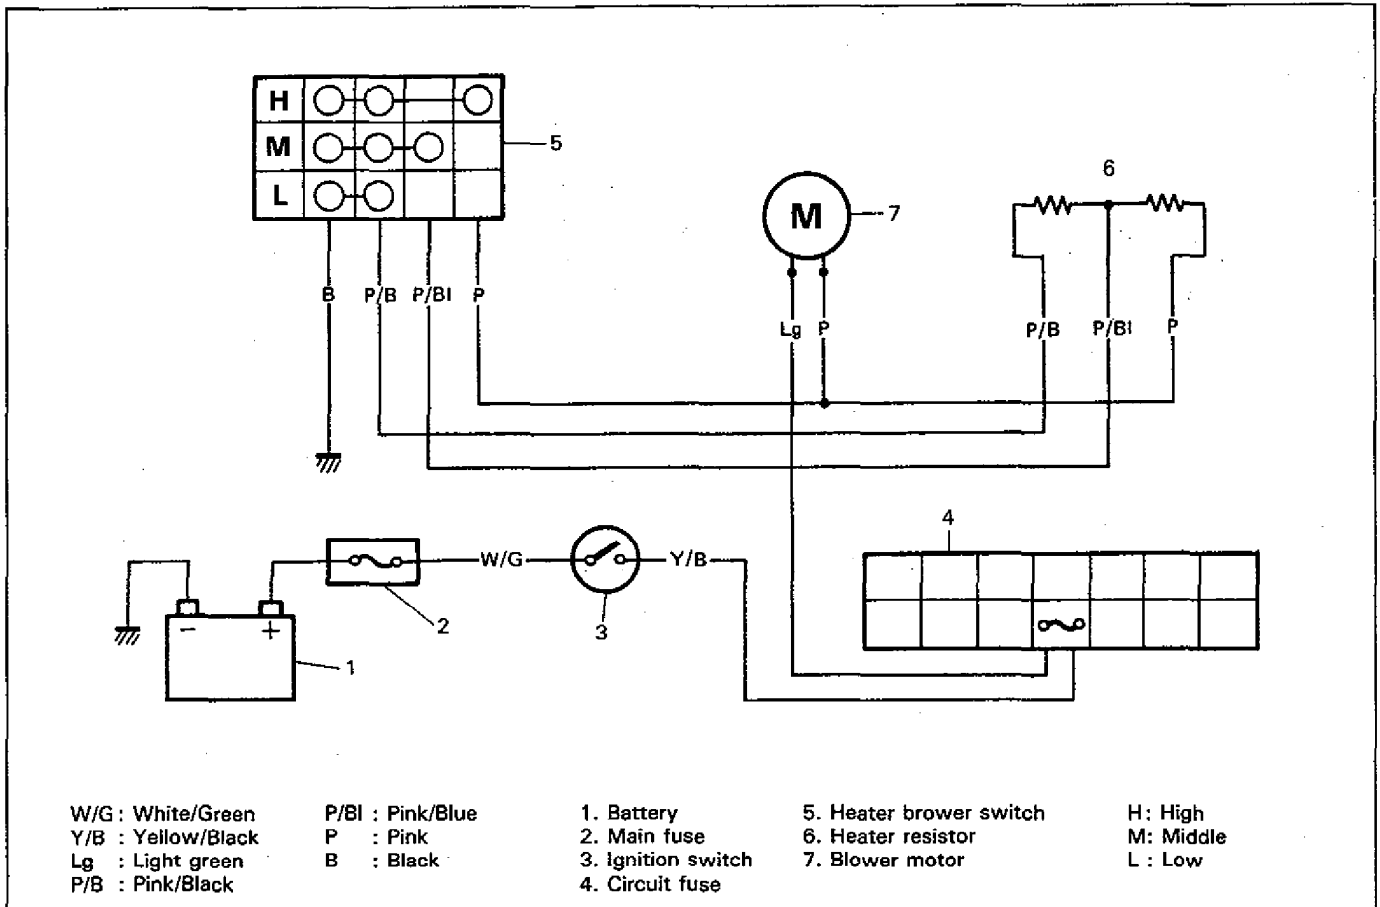 H
M
L
5
B P/B P/Bl P
M
7
6
Lg P
P/B P/Bl P
4
W/G
Y/B
2
3
- +
1
W/G : White/Green
Y/B : Yellow/Black
Lg : Light green
P/B : Pink/Black
P/Bl : Pink/Blue
P : Pink
B : Black
1. Battery
2. Main fuse
3. Ignition switch
4. Circuit fuse
5. Heater brower switch
6. Heater resistor
7. Blower motor
H: High
M: Middle
L : Low